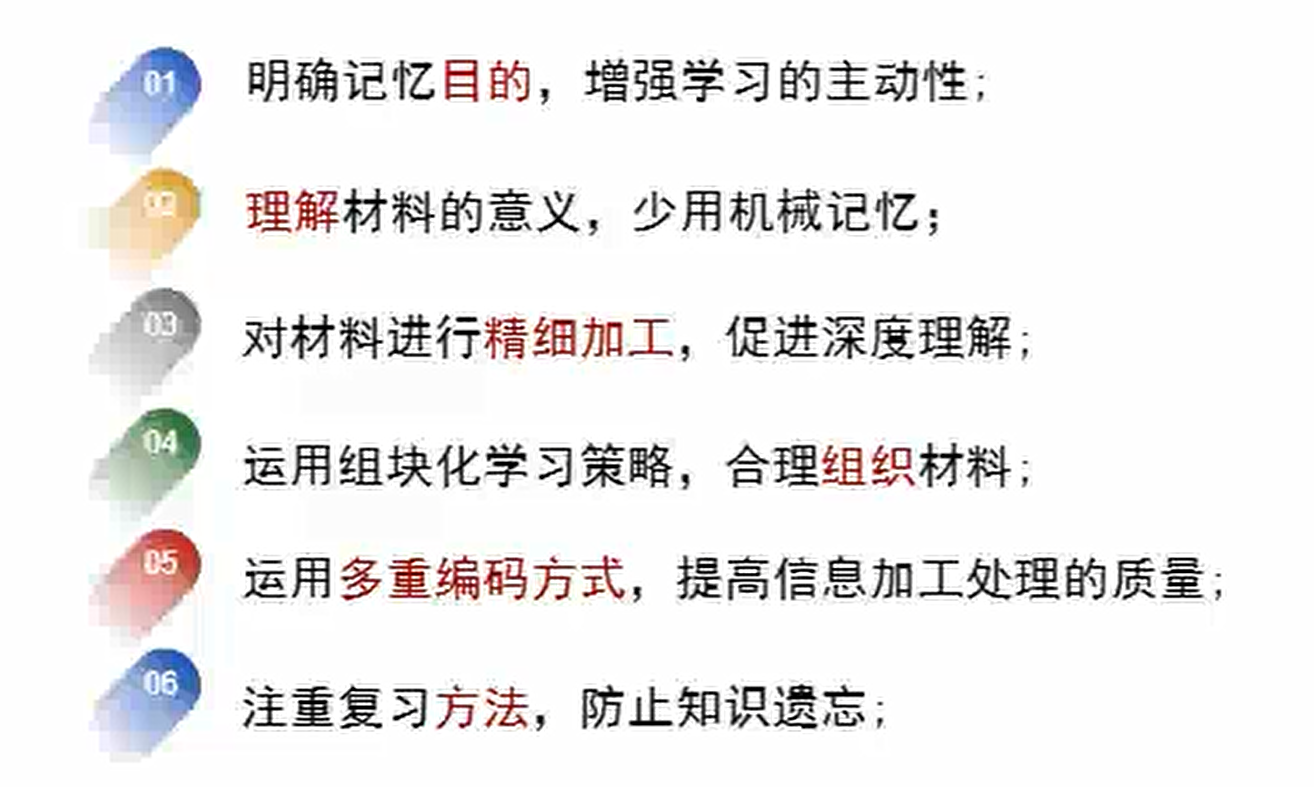 01 明确记忆目的，增强学习的主动性；
02 理解材料的意义，少用机械记忆；
03 对材料进行精细加工，促进深度理解；
04 运用组块化学习策略，合理组织材料；
05 运用多重编码方式，提高信息加工处理的质量；
06 注重复习方法，防止知识遗忘；